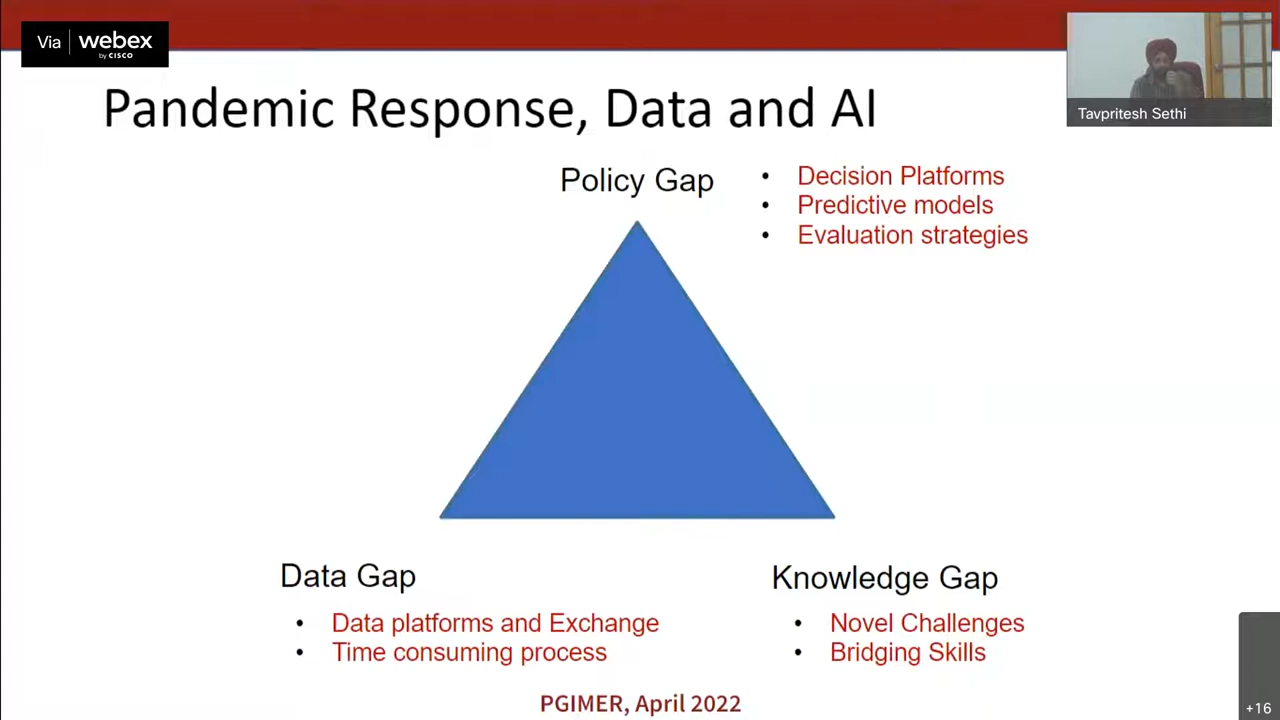 Via webex
by CISCO
Tavpritesh Sethi
Pandemic Response, Data and AI
Policy Gap
• Decision Platforms
• Predictive models
• Evaluation strategies
Data Gap
• Data platforms and Exchange
• Time consuming process
Knowledge Gap
• Novel Challenges
• Bridging Skills
PGIMER, April 2022
+16